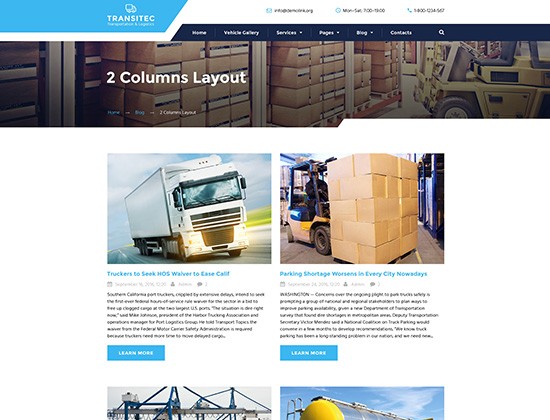 TRANSITEC
Transportation & Logistics
info@demolink.org
Mon–Sat: 7:00–19:00
1-800-1234-567
Home
Vehicle Gallery
Services
Pages
Blog
Contacts
2 Columns Layout
Home → Blog → 2 Columns Layout
Truckers to Seek HOS Waiver to Ease Calif
September 16, 2016, 12:20 Admin 2
Southern California port truckers, crippled by extensive delays, intend to seek
the first-ever federal hours-of-service rule waiver for the sector in a bid to
free up clogged cargo at the two largest U.S. ports. "The situation is dire right
now," said Mike Johnson, president of the Harbor Trucking Association and
operations manager for Port Logistics Group. He told Transport Topics the
waiver from the Federal Motor Carrier Safety Administration is required
because truckers need more time to move delayed cargo...
LEARN MORE
Parking Shortage Worsens in Every City Nowadays
September 24, 2016, 12:20 Admin 2
WASHINGTON — Concerns over the ongoing plight to park trucks safely is
prompting a group of national and regional stakeholders to plan ways to
improve parking availability, given a new Department of Transportation
survey that found dire shortages in metropolitan areas. Deputy Transportation
Secretary Victor Mendez said a National Coalition on Truck Parking would
convene in a few months to develop recommendations. "We know truck
parking has been a long-standing problem in our nation, and we need new...
LEARN MORE